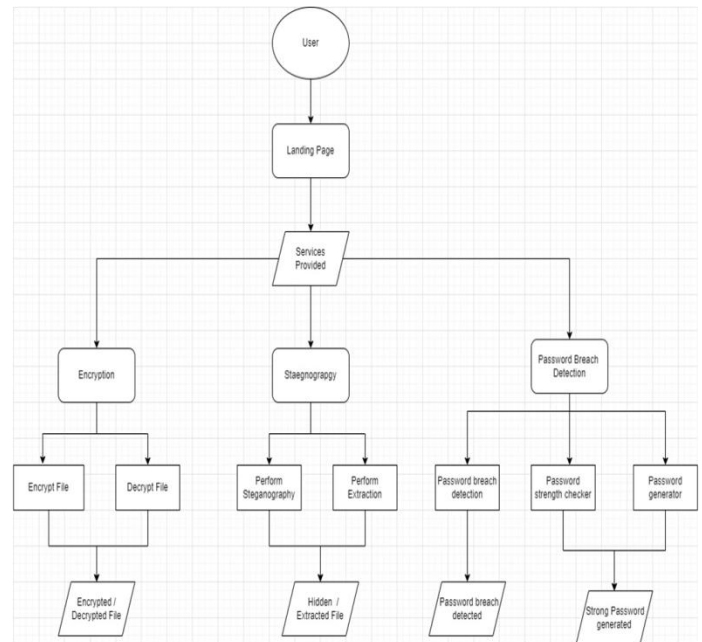 User
Landing Page
Services
Provided
Encryption
Staegnograpgy
Password Breach
Detection
Encrypt File
Decrypt File
Perform
Steganography
Perform
Extraction
Password breach
detection
Password
strength checker
Password
generator
Encrypted /
Decrypted File
Hidden /
Extracted File
Password breach
detected
Strong Password
generated